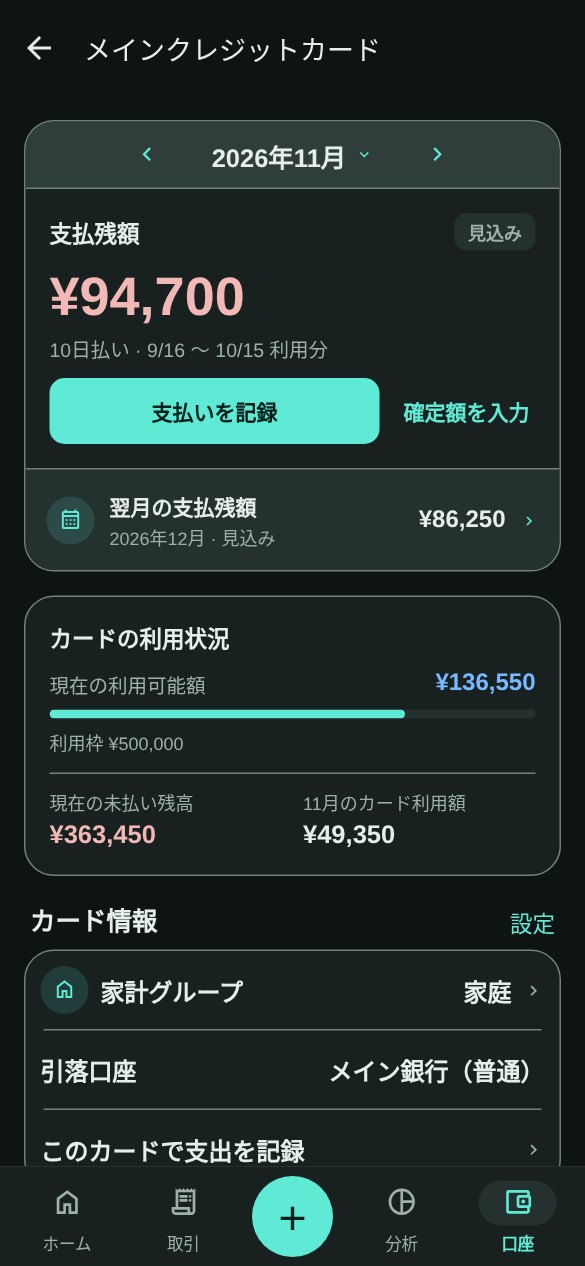 メインクレジットカード
2026年11月
支払残額
見込み
¥94,700
10日払い · 9/16 〜 10/15 利用分
支払いを記録
確定額を入力
翌月の支払残額
¥86,250
2026年12月 · 見込み
カードの利用状況
現在の利用可能額
¥136,550
利用枠 ¥500,000
現在の未払い残高
11月のカード利用額
¥363,450
¥49,350
カード情報
設定
家計グループ
家庭
引落口座
メイン銀行（普通）
このカードで支出を記録
ホーム
取引
分析
口座